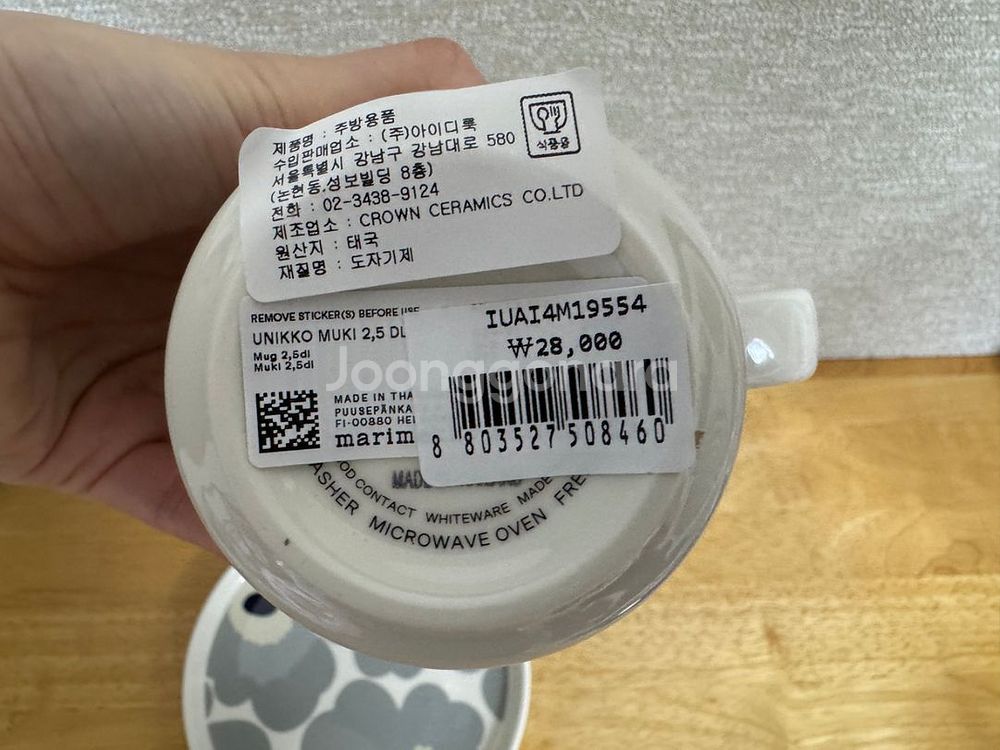 제품명 : 주방용품
수입판매업소 : (주)아이디룩
서울특별시 강남구 강남대로 580
(논현동,성보빌딩 8층)
전화 : 02-3438-9124
제조업소 : CROWN CERAMICS CO.LTD
원산지 : 태국
재질명 : 도자기제
식품용
REMOVE STICKER(S) BEFORE USE
UNIKKO MUKI 2,5 DL
Mug 2,5dl
Muki 2,5dl
MADE IN THA
PUUSEPÄNKA
FI-00880 HEL
marim
IUAI4M19554
₩28,000
8 803527 508460
Joonggonara
MADE
OOD CONTACT WHITEWARE MADE
ASHER MICROWAVE OVEN FRE